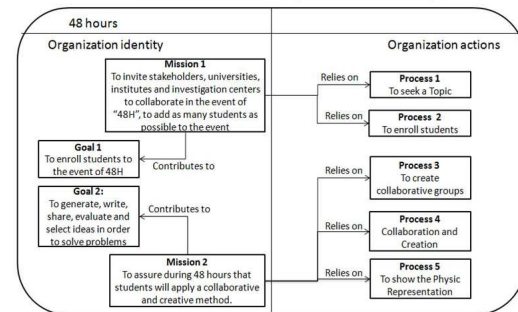 48 hours
Organization identity
Organization actions
Mission 1
To invite stakeholders, universities,
institutes and investigation centers
to collaborate in the event of
"48H", to add as many students as
possible to the event
Relies on
Process 1
To seek a Topic
Relies on
Process 2
To enroll students
Goal 1
To enroll students to
the event of 48H
Contributes to
Goal 2:
To generate, write,
share, evaluate and
select ideas in order
to solve problems
Contributes to
Mission 2
To assure during 48 hours that
students will apply a collaborative
and creative method.
Relies on
Process 3
To create
collaborative groups
Relies on
Process 4
Collaboration and
Creation
Relies on
Process 5
To show the Physic
Representation